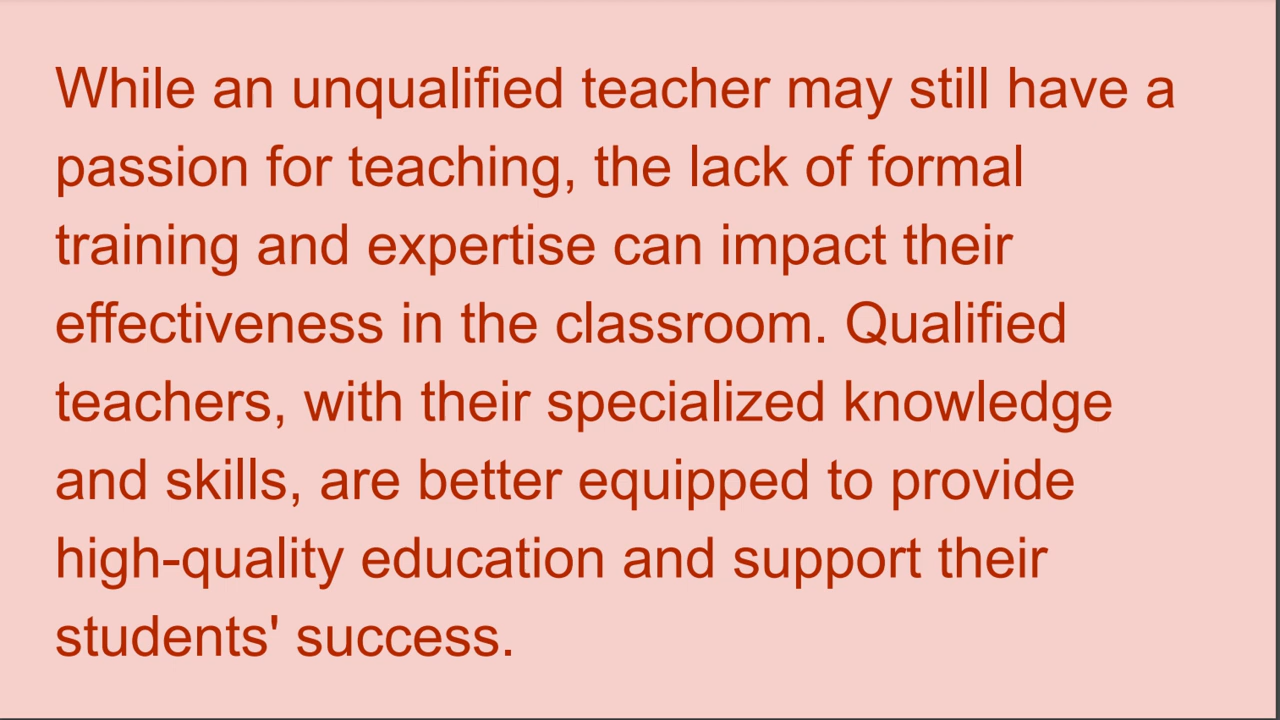 While an unqualified teacher may still have a
passion for teaching, the lack of formal
training and expertise can impact their
effectiveness in the classroom. Qualified
teachers, with their specialized knowledge
and skills, are better equipped to provide
high-quality education and support their
students' success.